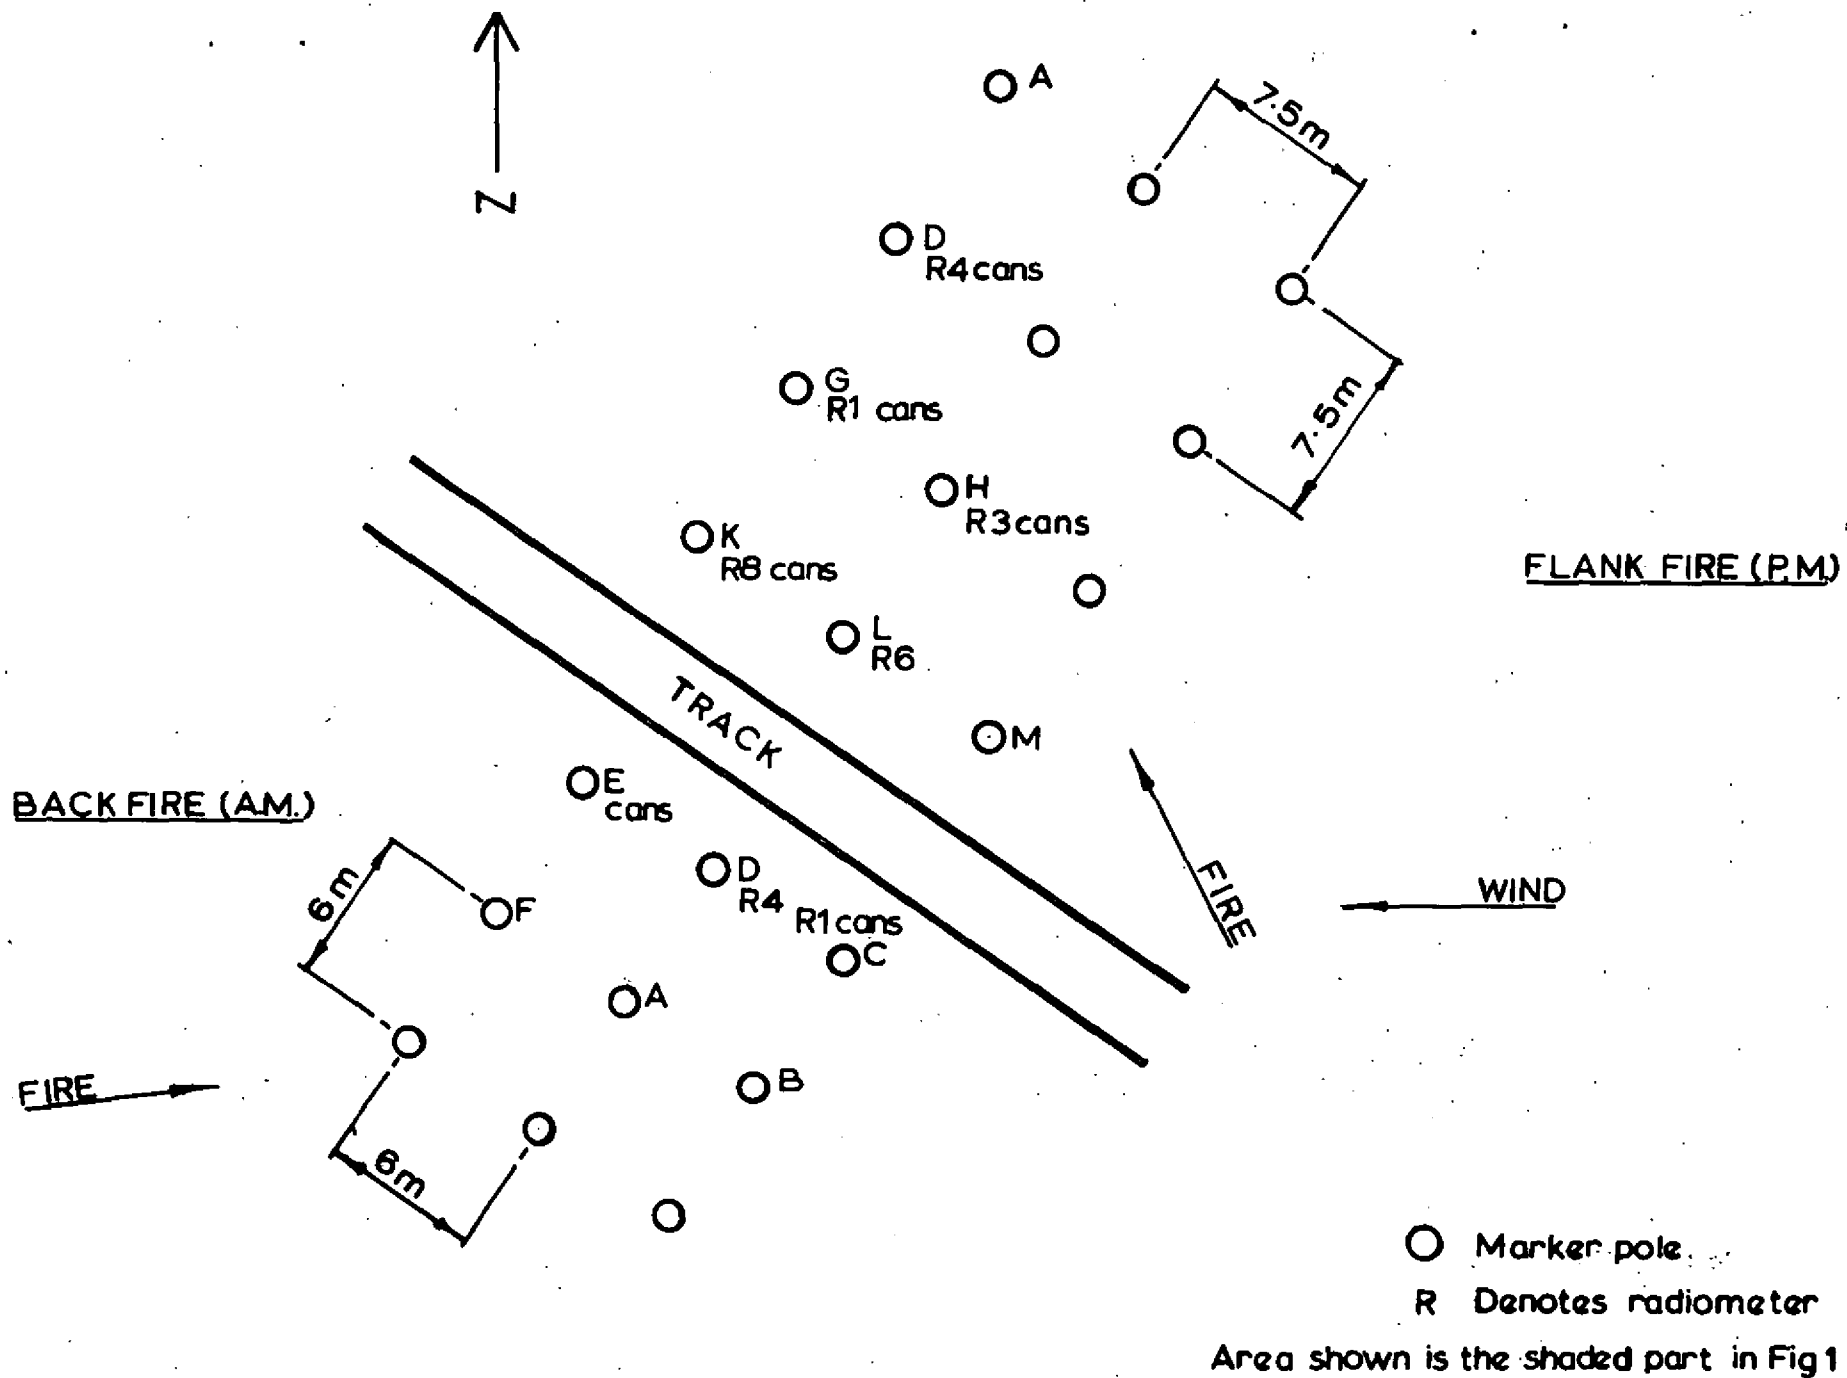 A
7.5m
N
D
R4 cans
G
R1 cans
7.5m
H
R3 cans
K
R8 cans
FLANK FIRE (P.M.)
L
R6
TRACK
M
E
cans
BACK FIRE (A.M.)
D
R4
R1 cans
C
FIRE
WIND
6m
F
A
B
FIRE
6m
Marker pole
R Denotes radiometer
Area shown is the shaded part in Fig 1